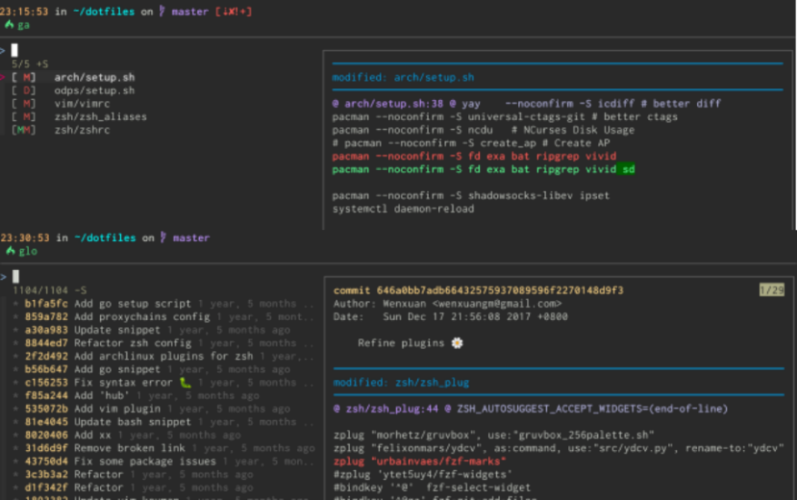 23:15:53 in ~/dotfiles on master [↓✘!+]
ga
>
5/5 +S
[ M] arch/setup.sh
[ D] odps/setup.sh
[ M] vim/vimrc
[ M] zsh/zsh_aliases
[MM] zsh/zshrc
modified: arch/setup.sh
@ arch/setup.sh:38 @ yay --noconfirm -S icdiff # better diff
pacman --noconfirm -S universal-ctags-git # better ctags
pacman --noconfirm -S ncdu # NCurses Disk Usage
# pacman --noconfirm -S create_ap # Create AP
pacman --noconfirm -S fd exa bat ripgrep vivid
pacman --noconfirm -S fd exa bat ripgrep vivid sd
pacman --noconfirm -S shadowsocks-libev ipset
systemctl daemon-reload
23:30:53 in ~/dotfiles on master
glo
>
1104/1104 -S
* b1fa5fc Add go setup script 1 year, 5 months ..
* 859a782 Add proxychains config 1 year, 5 mont..
* a30a983 Update snippet 1 year, 5 months ago
* 8844ed7 Refactor zsh config 1 year, 5 months ..
* 2f2d492 Add archlinux plugins for zsh 1 year,..
* b56b647 Add go snippet 1 year, 5 months ago
* c156253 Fix syntax error 🐛 1 year, 5 months ..
* f85a244 Add 'hub' 1 year, 5 months ago
* 535072b Add vim plugin 1 year, 5 months ago
* 81e4045 Update bash snippet 1 year, 5 months ..
* 8020406 Add xx 1 year, 5 months ago
* 31d6d9f Remove broken link 1 year, 5 months ..
* 43750d4 Fix some package issues 1 year, 5 mon..
* 3c3b3a2 Refactor 1 year, 5 months ago
* d1f342f Refactor 1 year, 5 months ago
commit 646a0bb7adb66432575937089596f2270148d9f3
1/29
Author: Wenxuan <wenxuangm@gmail.com>
Date: Sun Dec 17 21:56:08 2017 +0800
Refine plugins 🌼
modified: zsh/zsh_plug
@ zsh/zsh_plug:44 @ ZSH_AUTOSUGGEST_ACCEPT_WIDGETS=(end-of-line)
zplug "morhetz/gruvbox", use:"gruvbox_256palette.sh"
zplug "felixonmars/ydcv", as:command, use:"src/ydcv.py", rename-to:"ydcv"
zplug "urbainvaes/fzf-marks"
#zplug 'ytet5uy4/fzf-widgets'
#bindkey '^@' fzf-select-widget